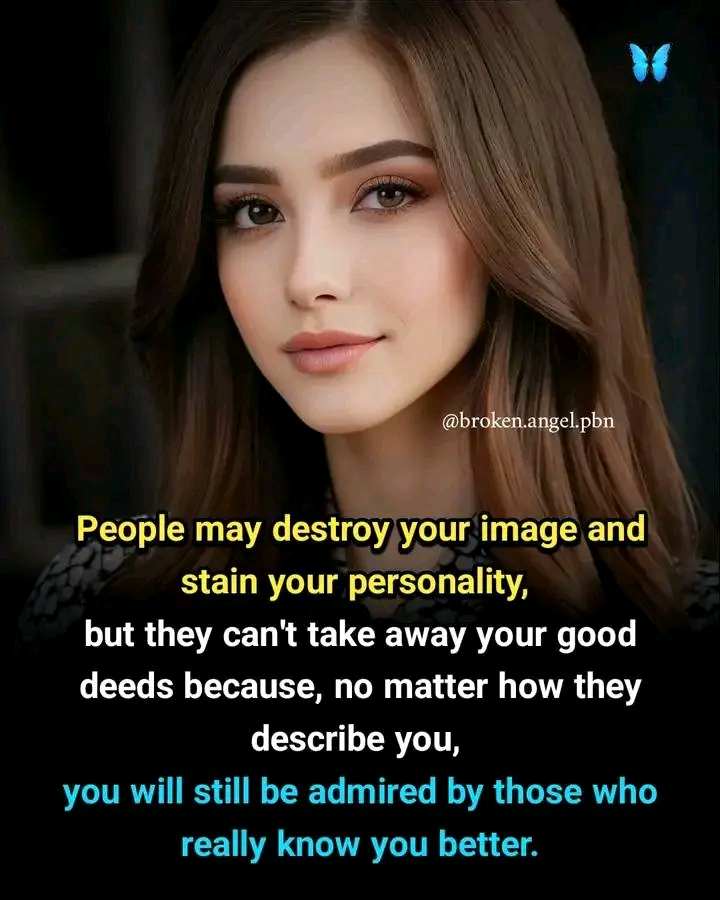 @broken.angel.pbn
People may destroy your image and
stain your personality,
but they can't take away your good
deeds because, no matter how they
describe you,
you will still be admired by those who
really know you better.